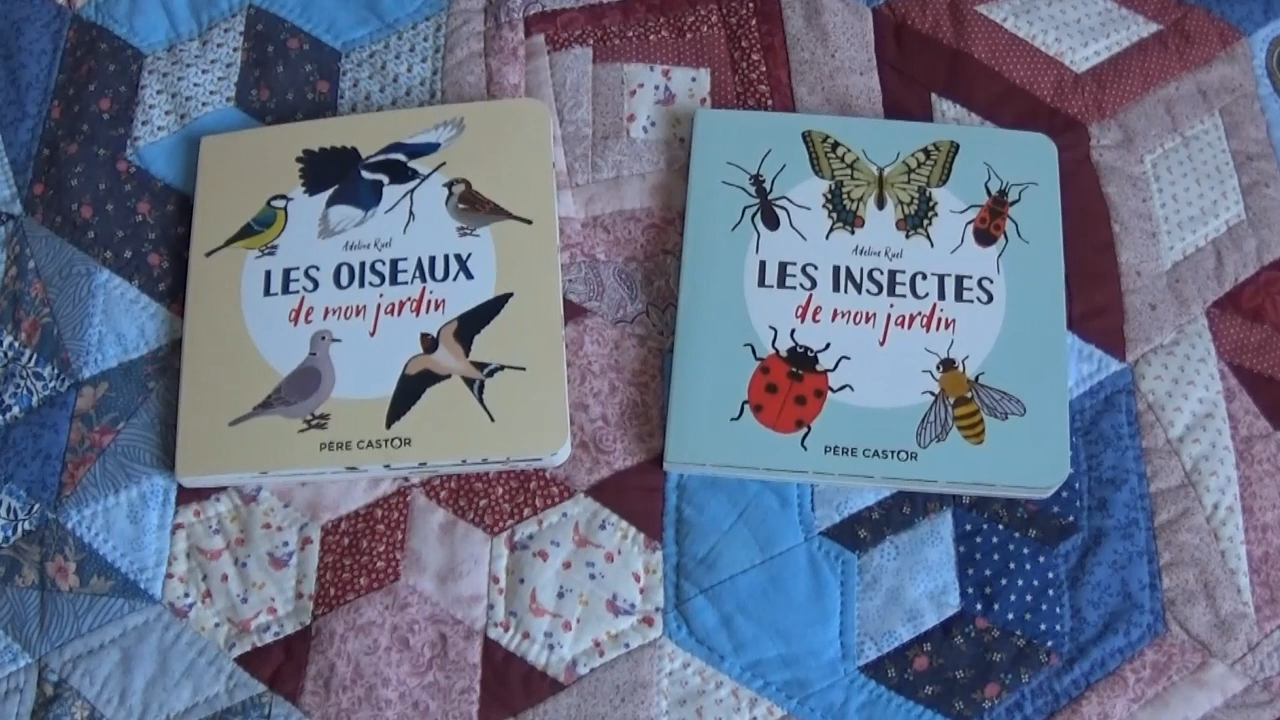 Adeline Ruel
LES OISEAUX
de mon jardin
PÈRE CASTOR
Adeline Ruel
LES INSECTES
de mon jardin
PÈRE CASTOR